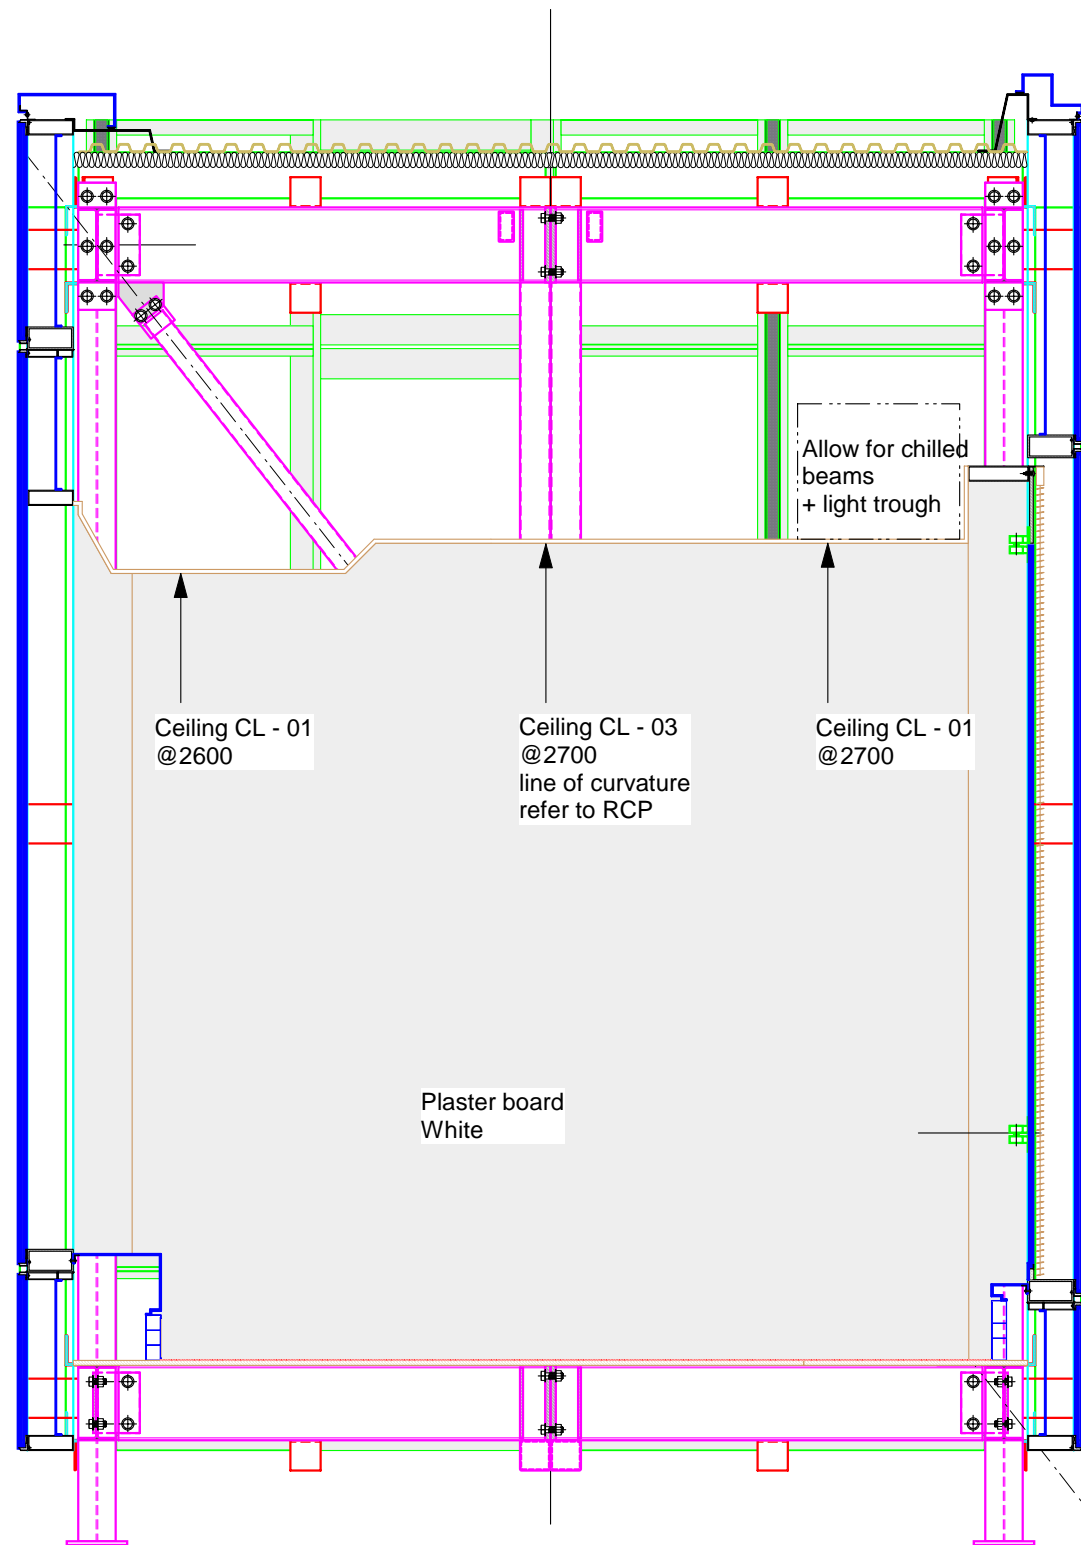 Allow for chilled
beams
+ light trough
Ceiling CL - 01
@2600
Ceiling CL - 03
@2700
line of curvature
refer to RCP
Ceiling CL - 01
@2700
Plaster board
White